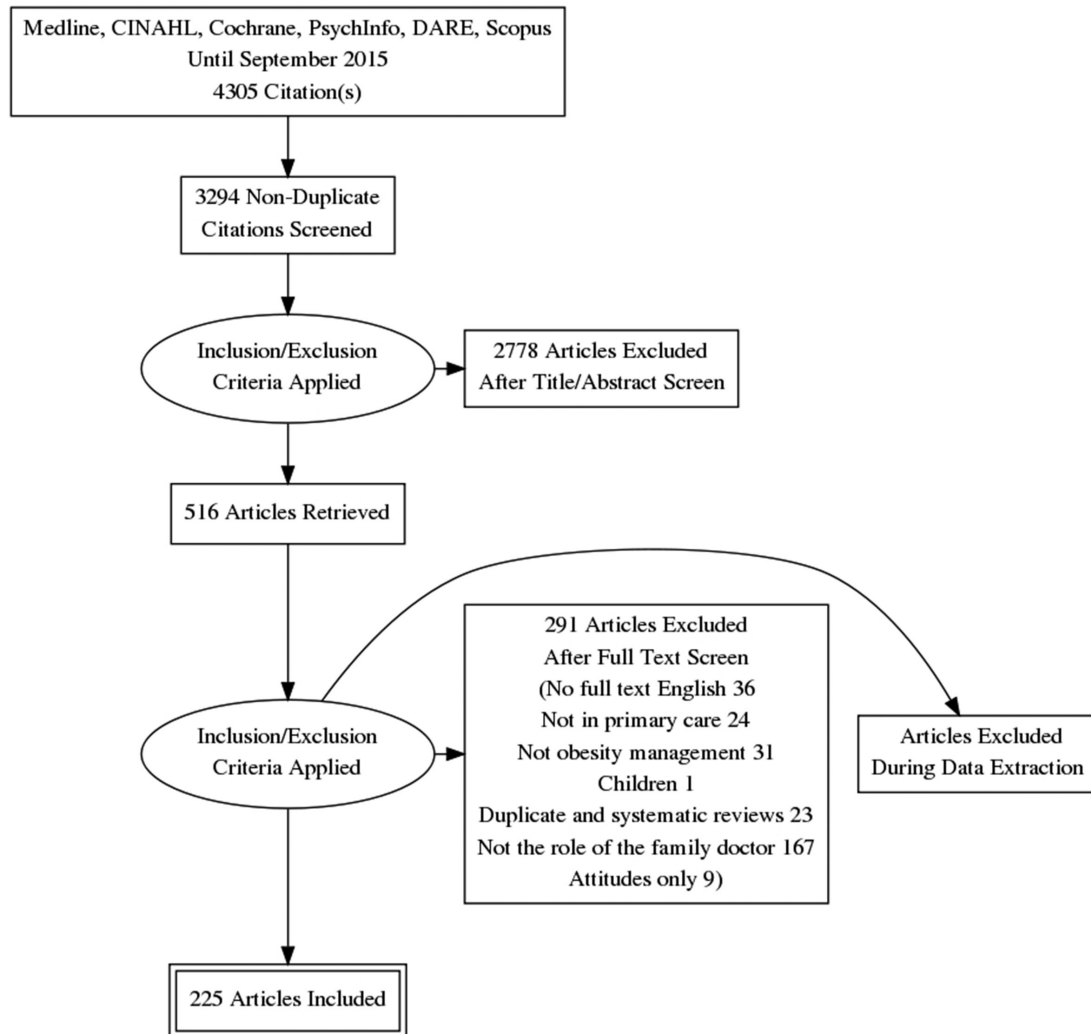 Medline, CINAHL, Cochrane, PsychInfo, DARE, Scopus
Until September 2015
4305 Citation(s)
3294 Non-Duplicate
Citations Screened
Inclusion/Exclusion
Criteria Applied
2778 Articles Excluded
After Title/Abstract Screen
516 Articles Retrieved
Inclusion/Exclusion
Criteria Applied
291 Articles Excluded
After Full Text Screen
(No full text English 36
Not in primary care 24
Not obesity management 31
Children 1
Duplicate and systematic reviews 23
Not the role of the family doctor 167
Attitudes only 9)
Articles Excluded
During Data Extraction
225 Articles Included